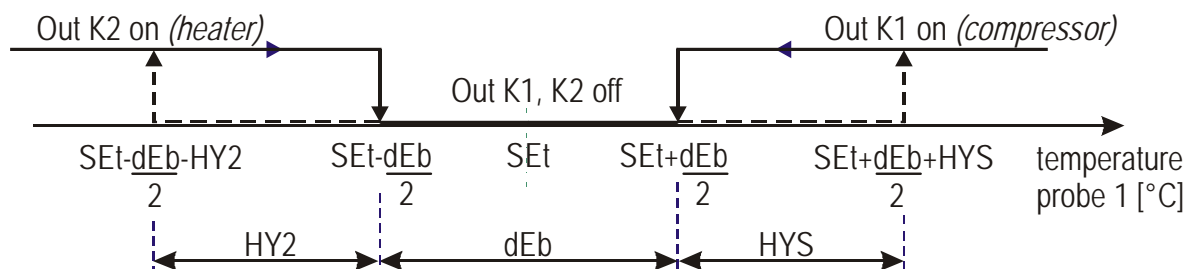 Out K2 on (heater)
Out K1 on (compressor)
Out K1, K2 off
SEt-dEb-HY2
2
SEt-dEb
2
SEt
SEt+dEb
2
SEt+dEb+HYS
2
temperature
probe 1 [°C]
HY2
dEb
HYS